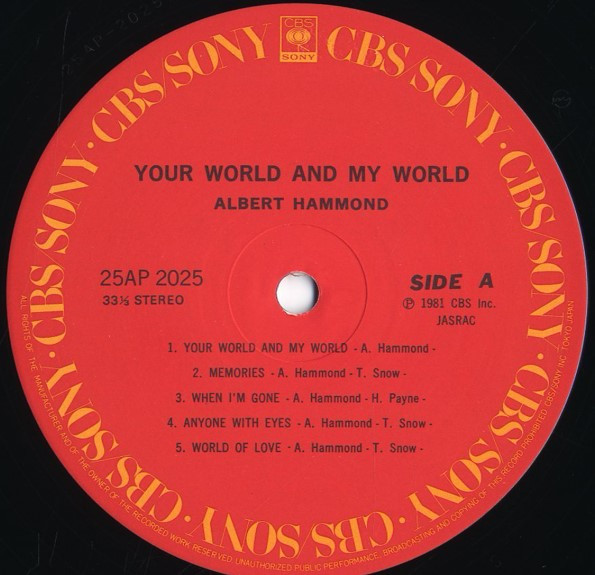 25AP-2025
CBS/SONY · CBS/SONY · CBS/SONY · CBS/SONY · CBS/SONY · CBS/SONY · CBS/SONY · CBS/SONY
CBS
SONY
YOUR WORLD AND MY WORLD
ALBERT HAMMOND
25AP 2025
33⅓ STEREO
SIDE A
Ⓟ 1981 CBS Inc.
JASRAC
1. YOUR WORLD AND MY WORLD - A. Hammond -
2. MEMORIES - A. Hammond - T. Snow -
3. WHEN I'M GONE - A. Hammond - H. Payne -
4. ANYONE WITH EYES - A. Hammond - T. Snow -
5. WORLD OF LOVE - A. Hammond - T. Snow -
ALL RIGHTS OF THE MANUFACTURER AND OF THE OWNER OF THE RECORDED WORK RESERVED. UNAUTHORIZED PUBLIC PERFORMANCE, BROADCASTING AND COPYING OF THIS RECORD PROHIBITED. CBS/SONY INC. TOKYO JAPAN